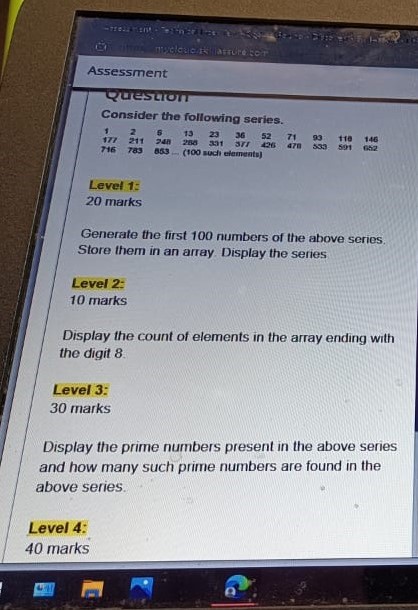 Assessment
Question
Consider the following series.
1 2 6 13 23 36 52 71 93 118 146
177 211 248 288 331 377 426 478 533 591 652
716 783 853 ... (100 such elements)
Level 1:
20 marks
Generate the first 100 numbers of the above series.
Store them in an array. Display the series
Level 2:
10 marks
Display the count of elements in the array ending with
the digit 8.
Level 3:
30 marks
Display the prime numbers present in the above series
and how many such prime numbers are found in the
above series.
Level 4:
40 marks